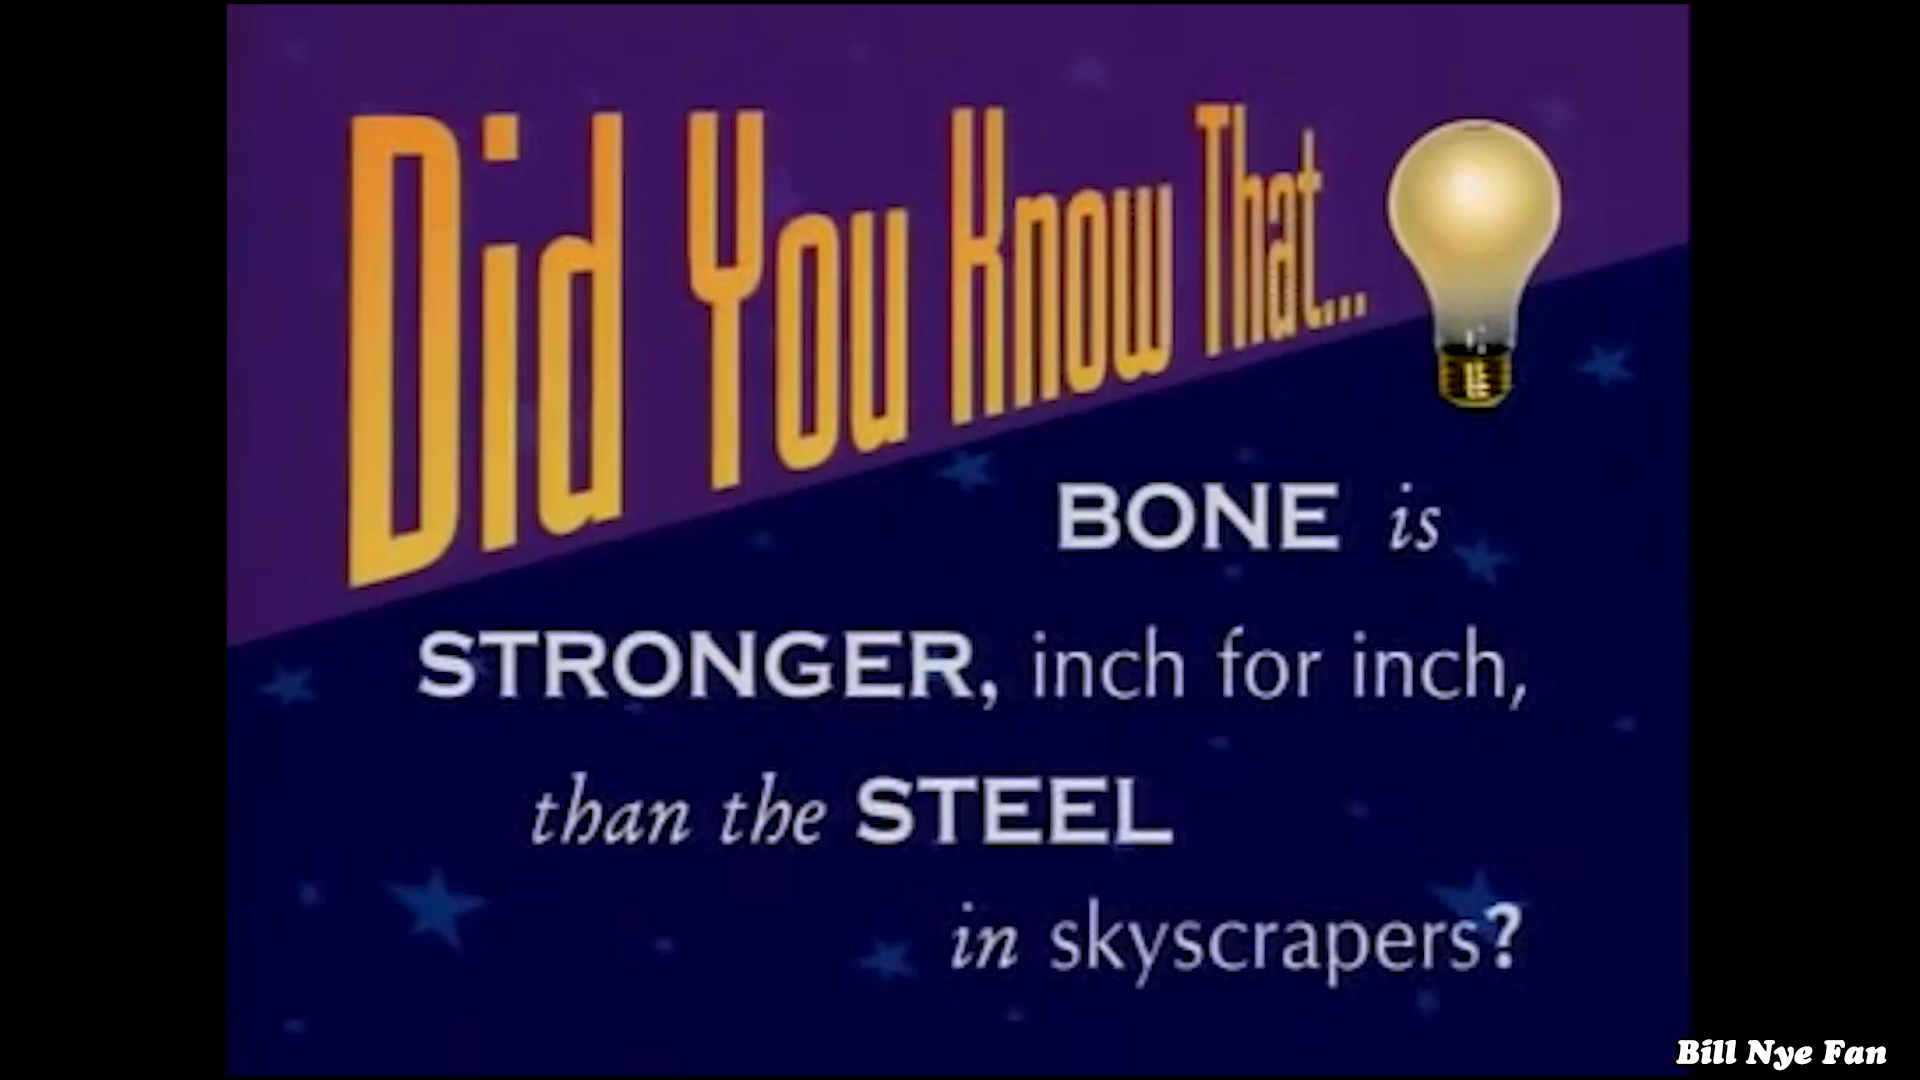 Did You Know That...
BONE is
STRONGER, inch for inch,
than the STEEL
in skyscrapers?
Bill Nye Fan